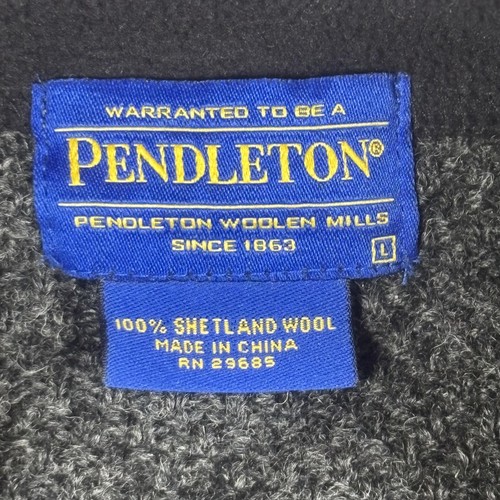 WARRANTED TO BE A
PENDLETON®
PENDLETON WOOLEN MILLS
SINCE 1863
L
100% SHETLAND WOOL
MADE IN CHINA
RN 29685